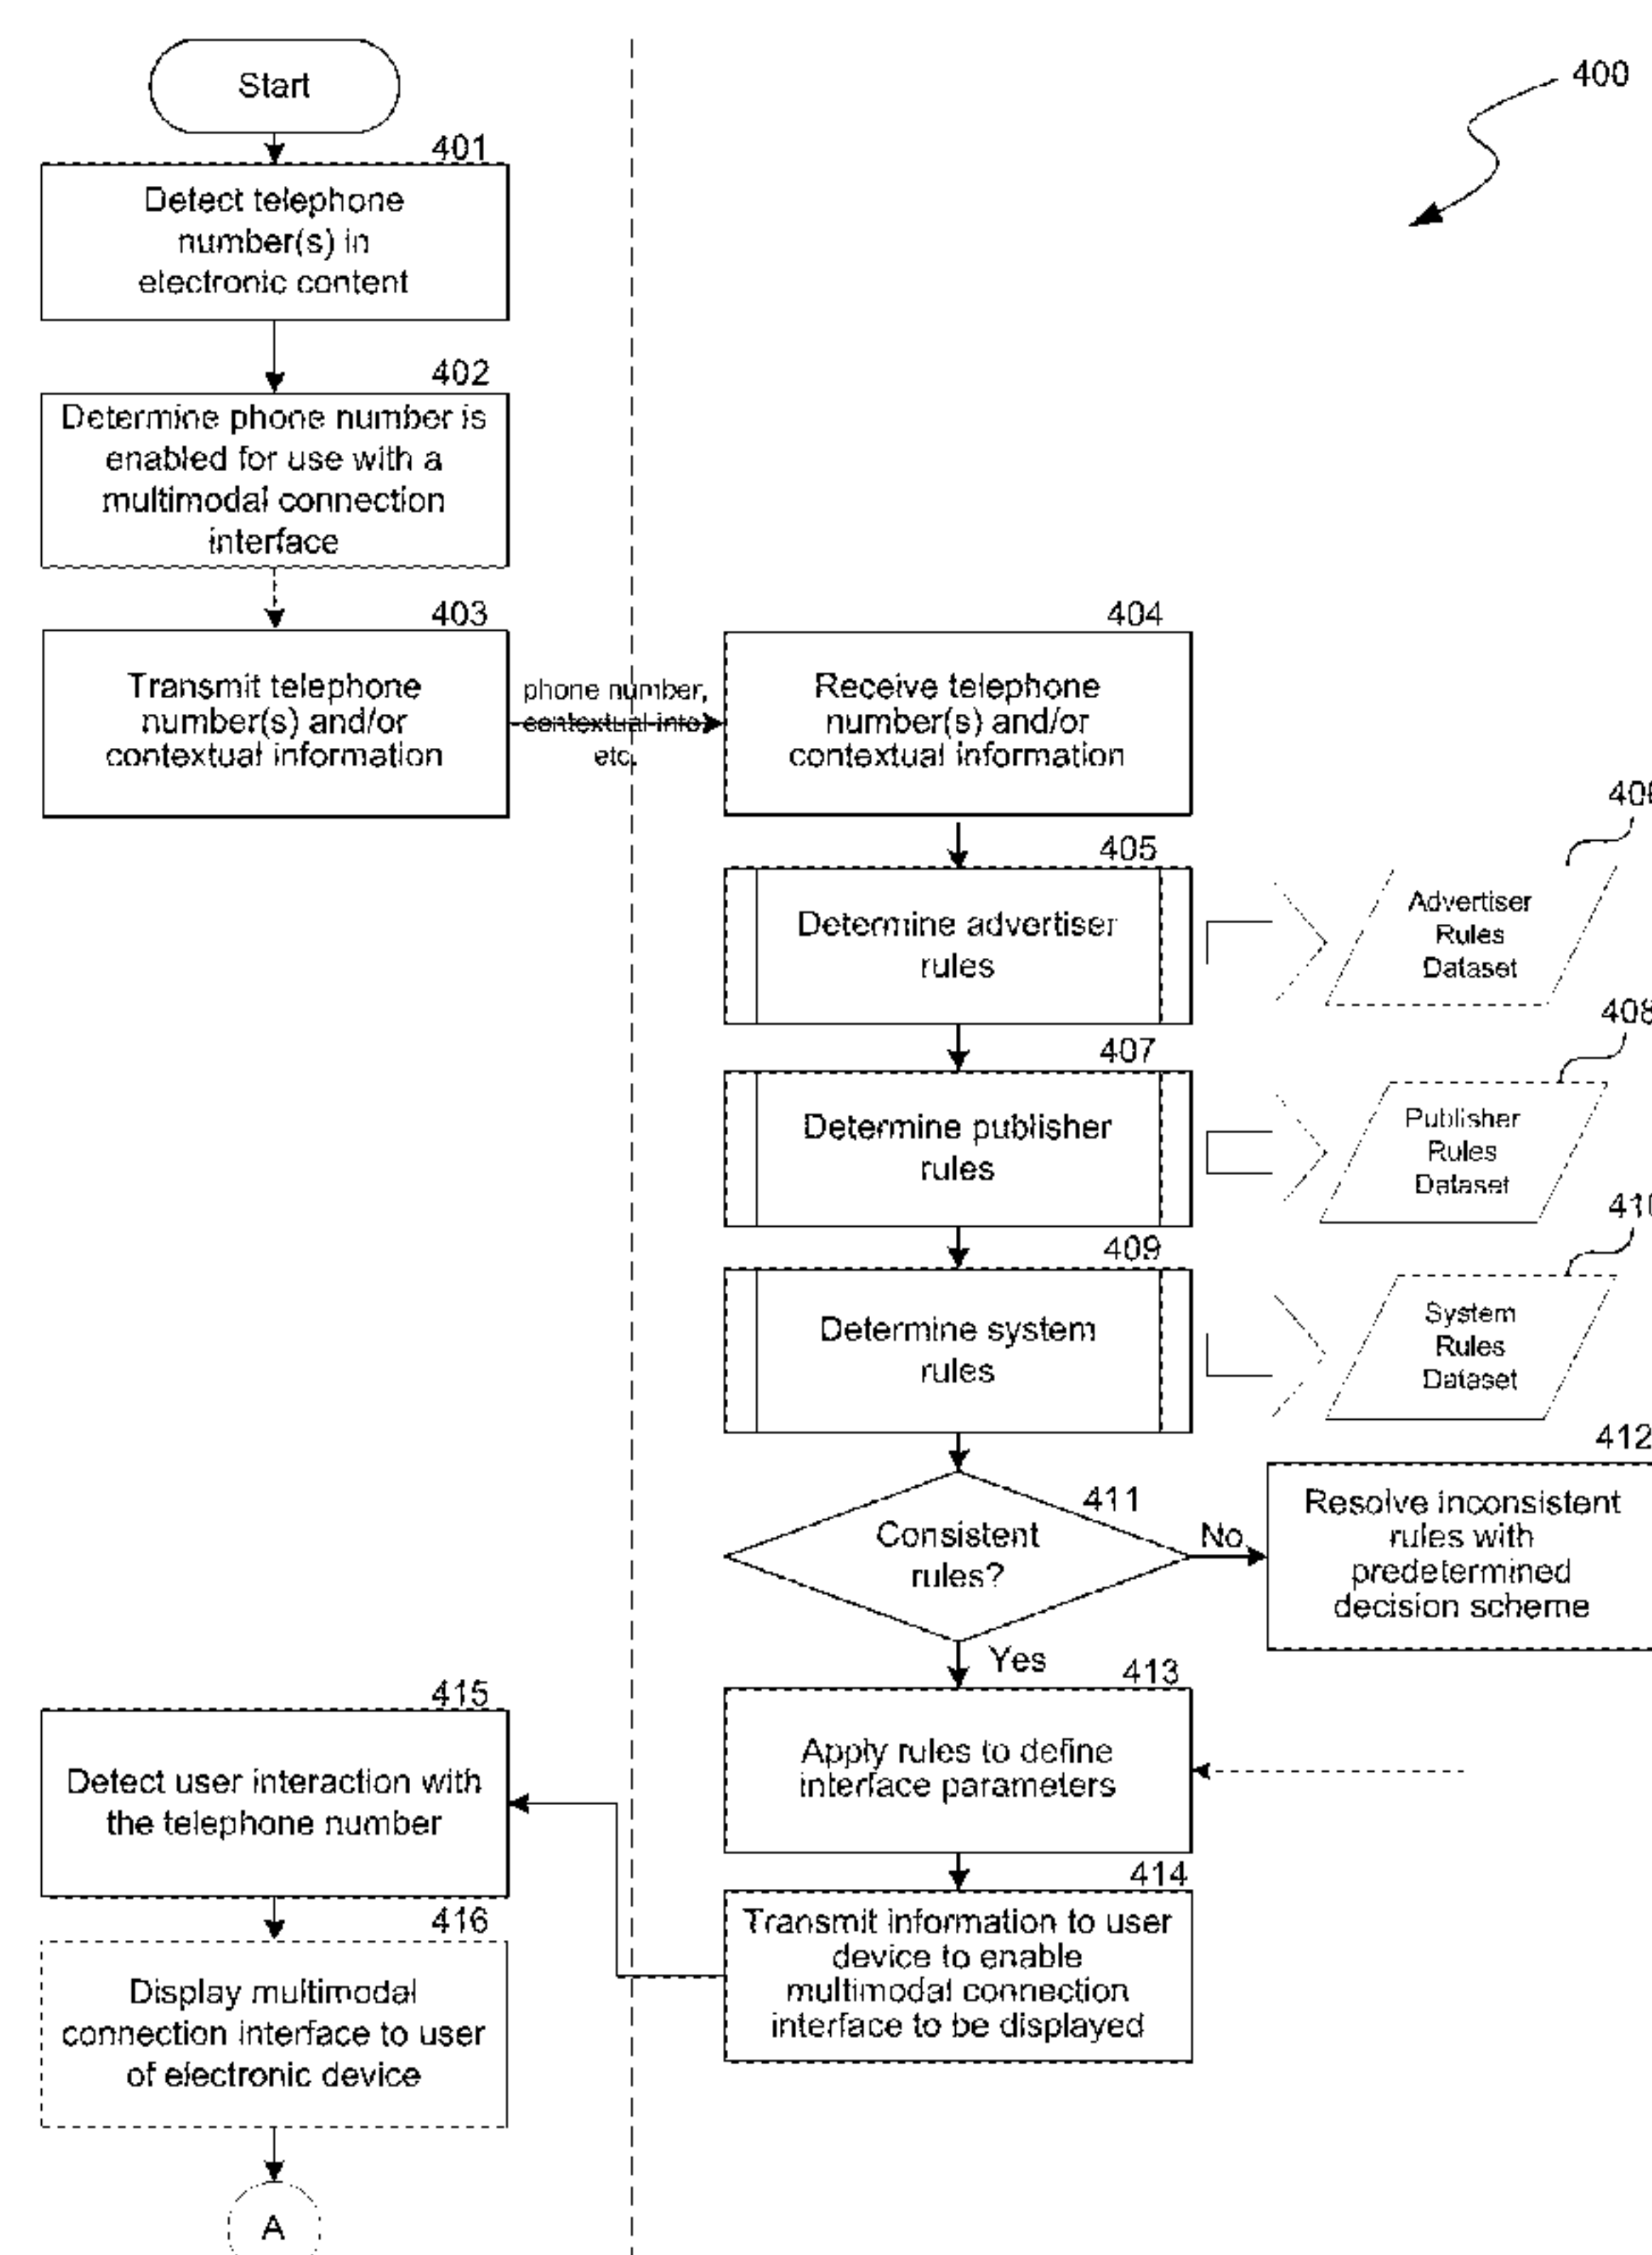 Start
400
401
Detect telephone
number(s) in
electronic content
402
Determine phone number is
enabled for use with a
multimodal connection
interface
403
Transmit telephone
number(s) and/or
contextual information
phone number,
contextual info,
etc.
404
Receive telephone
number(s) and/or
contextual information
405
Determine advertiser
rules
406
Advertiser
Rules
Dataset
407
Determine publisher
rules
408
Publisher
Rules
Dataset
409
Determine system
rules
410
System
Rules
Dataset
411
Consistent
rules?
No
Yes
412
Resolve inconsistent
rules with
predetermined
decision scheme
413
Apply rules to define
interface parameters
414
Transmit information to user
device to enable
multimodal connection
interface to be displayed
415
Detect user interaction with
the telephone number
416
Display multimodal
connection interface to user
of electronic device
A